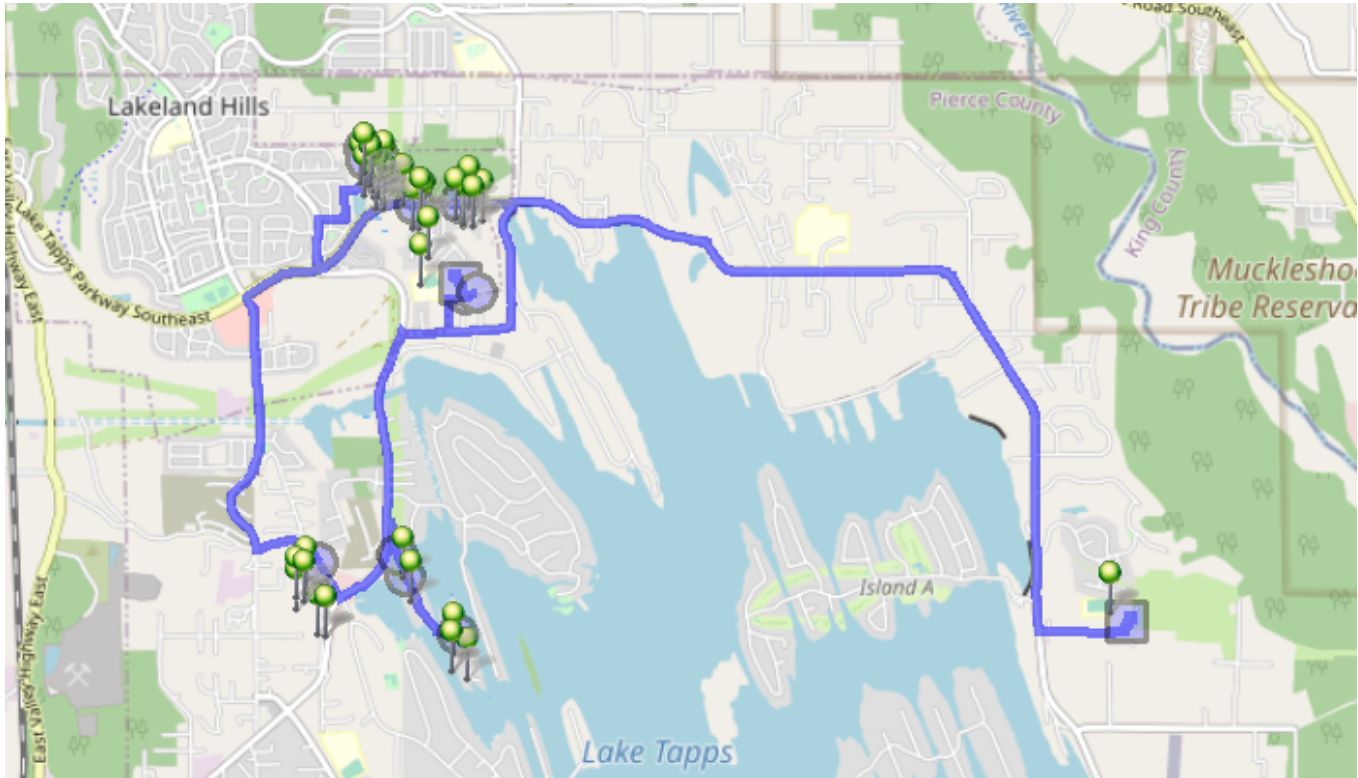 Road Southeast
River
Lakeland Hills
Pierce County
King County
Muckleshoo
Tribe Reserva
Lake Tapps Parkway Southeast
East Valley Highway East
Island A
Lake Tapps